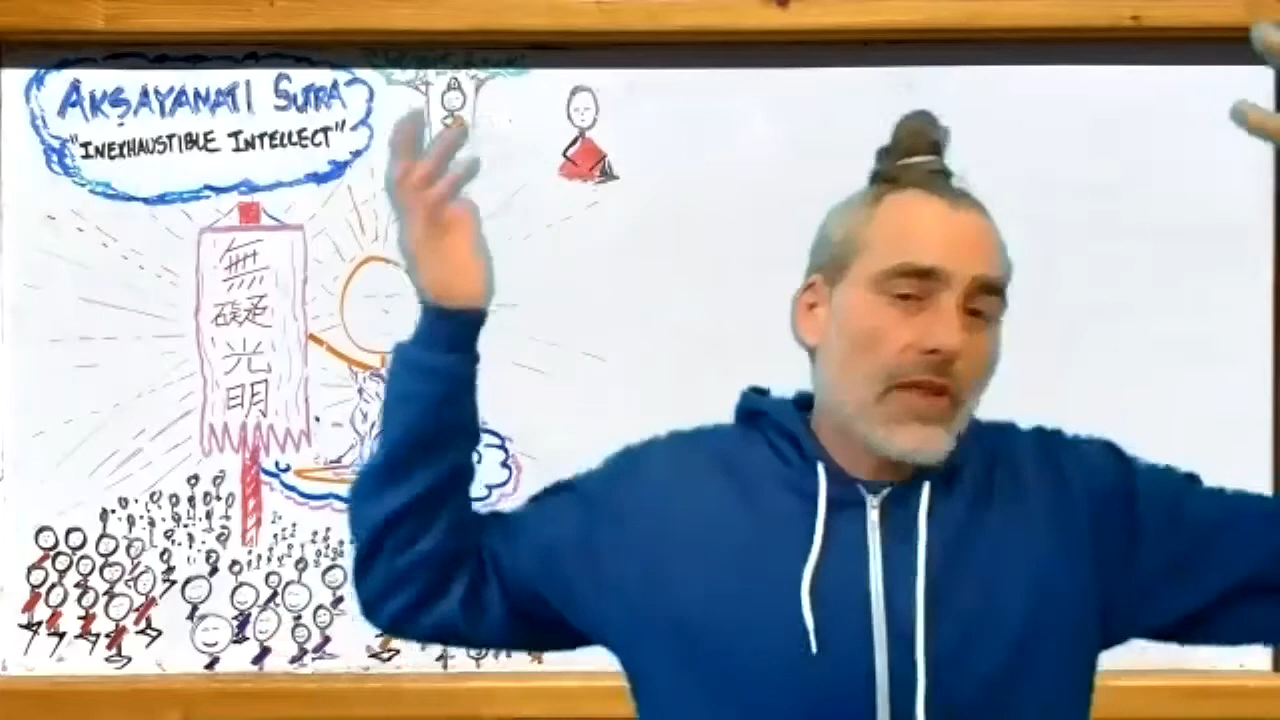 AKṢAYAMATI SUTRA
"INEXHAUSTIBLE INTELLECT"
無
礙
光
明